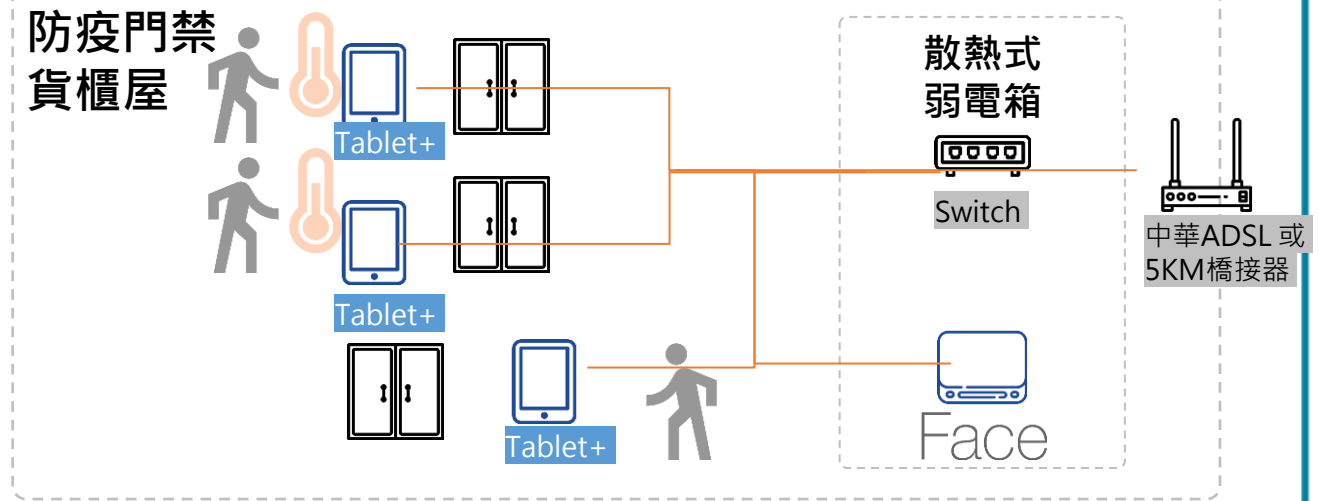 防疫門禁
貨櫃屋
散熱式
弱電箱
Tablet+
Switch
中華ADSL 或
5KM橋接器
Tablet+
Tablet+
Face